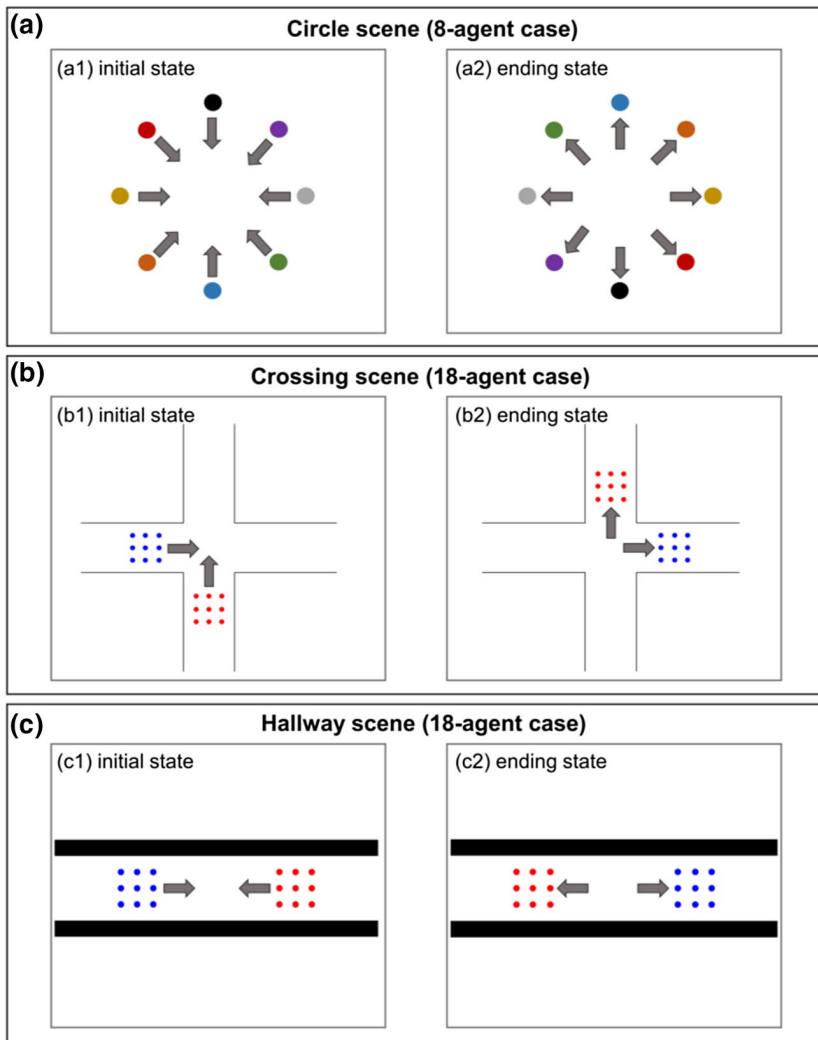 (a)
Circle scene (8-agent case)
(a1) initial state
(a2) ending state
(b)
Crossing scene (18-agent case)
(b1) initial state
(b2) ending state
(c)
Hallway scene (18-agent case)
(c1) initial state
(c2) ending state